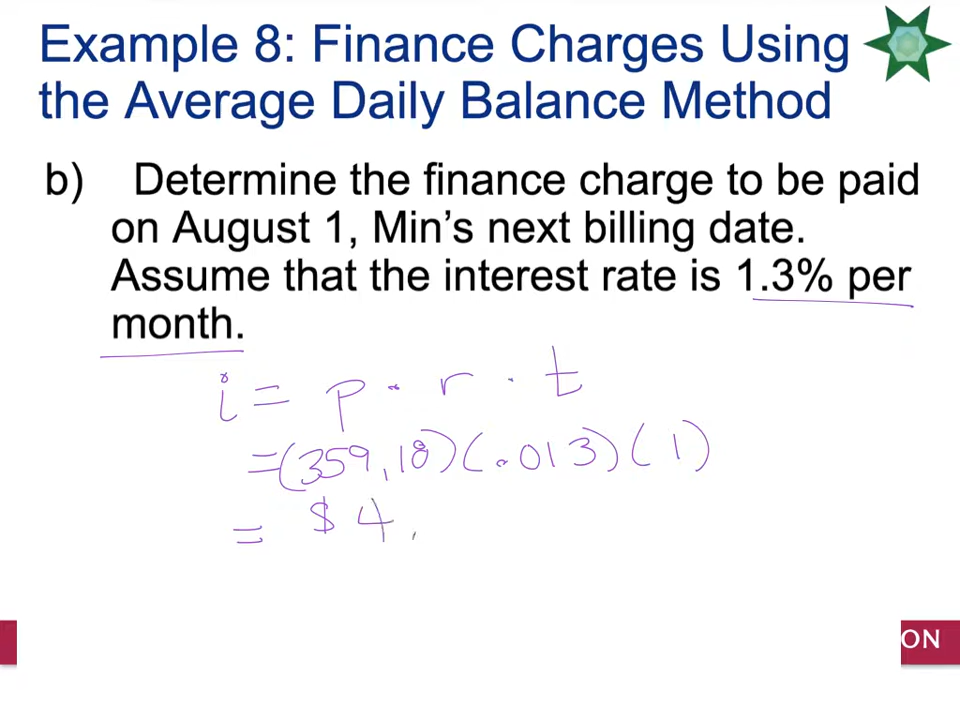 Example 8: Finance Charges Using
the Average Daily Balance Method
b) Determine the finance charge to be paid
on August 1, Min's next billing date.
Assume that the interest rate is 1.3% per
month.
i = p · r · t
= (359.18)(.013)(1)
= $4.
ON